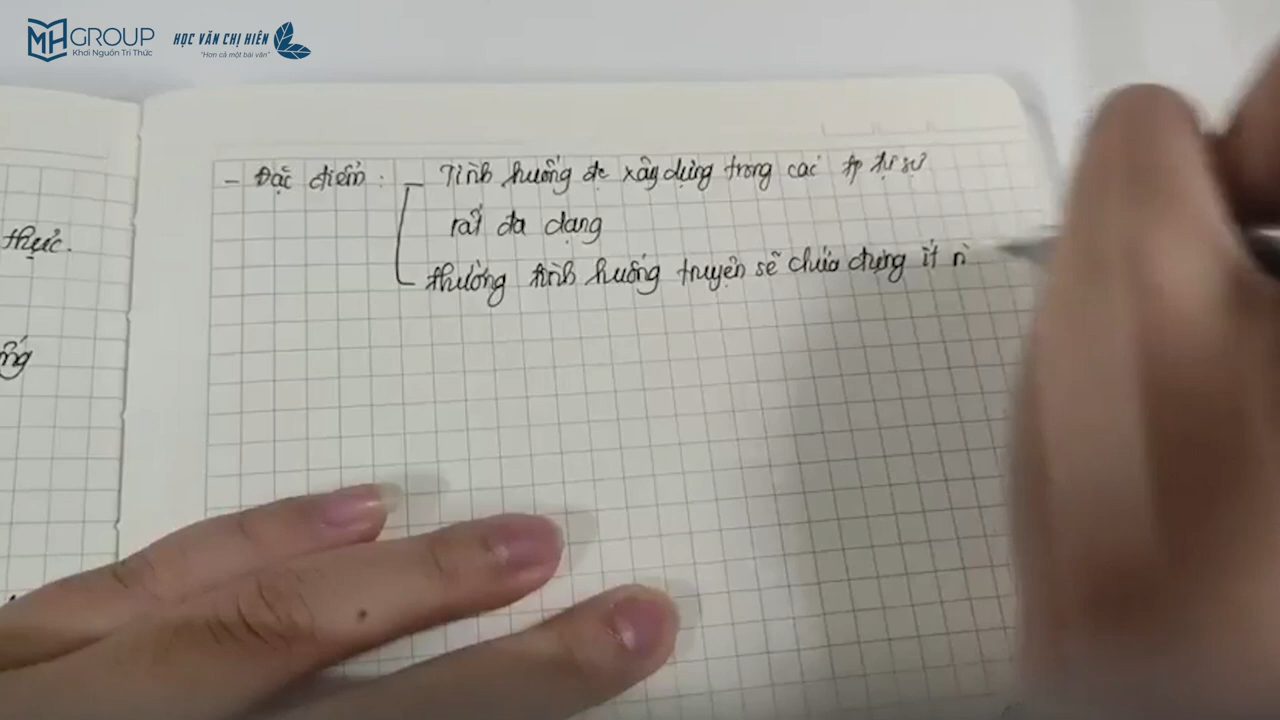 MH GROUP
Khơi Nguồn Tri Thức
HỌC VĂN CHỊ HIÊN
"Hơn cả một bài văn"
- Đặc điểm: - Tình huống đc xây dựng trong các tp tự sự
rất đa dạng
thường tình huống truyện sẽ chứa đựng ít n
thực.